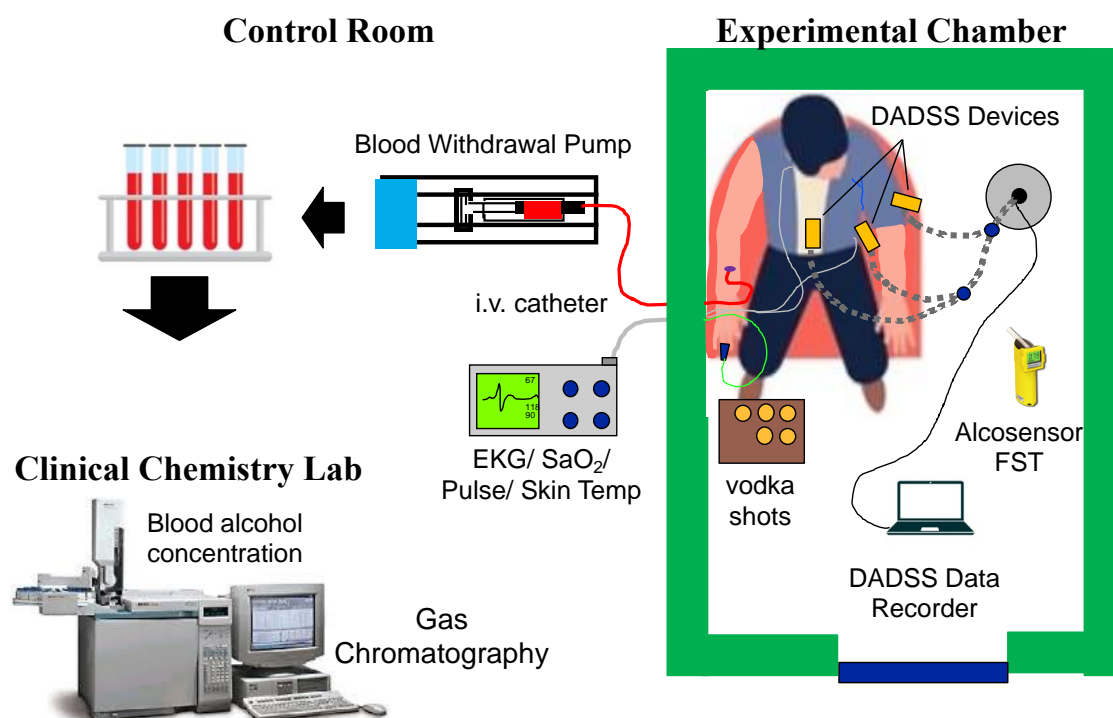 Control Room
Experimental Chamber
DADSS Devices
Blood Withdrawal Pump
i.v. catheter
67
118
90
EKG/ SaO₂/
Pulse/ Skin Temp
vodka
shots
Alcosensor
FST
DADSS Data
Recorder
Clinical Chemistry Lab
Blood alcohol
concentration
Gas
Chromatography